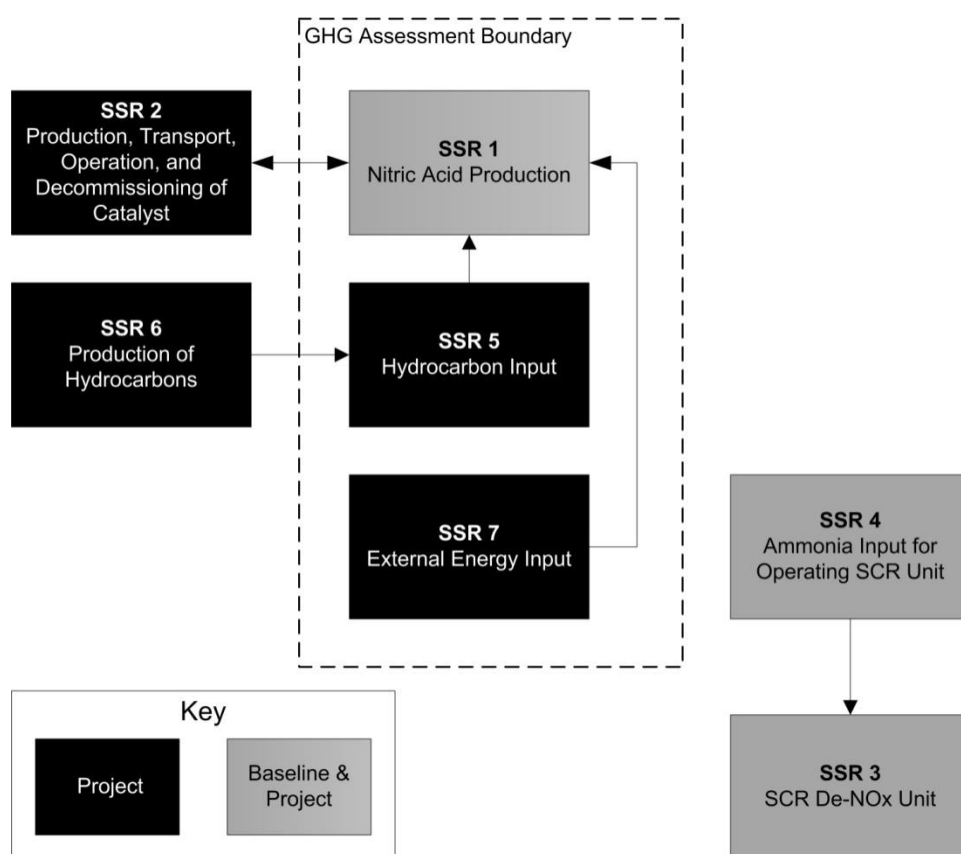 GHG Assessment Boundary
SSR 2
Production, Transport,
Operation, and
Decommissioning of
Catalyst
SSR 1
Nitric Acid Production
SSR 6
Production of
Hydrocarbons
SSR 5
Hydrocarbon Input
SSR 7
External Energy Input
SSR 4
Ammonia Input for
Operating SCR Unit
SSR 3
SCR De-NOx Unit
Key
Project
Baseline &
Project